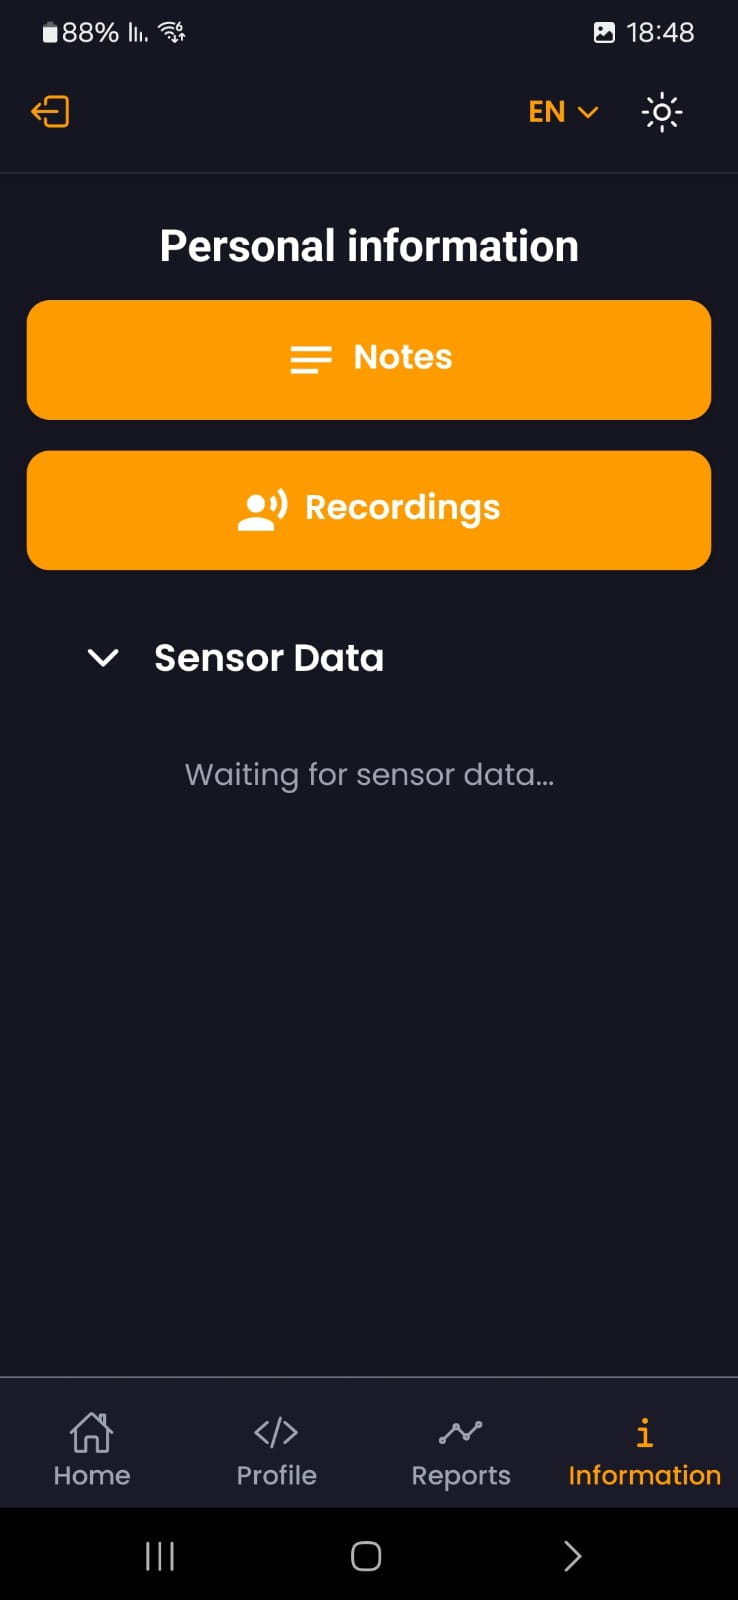 88% 18:48
EN
Personal information
Notes
Recordings
Sensor Data
Waiting for sensor data...
Home Profile Reports Information